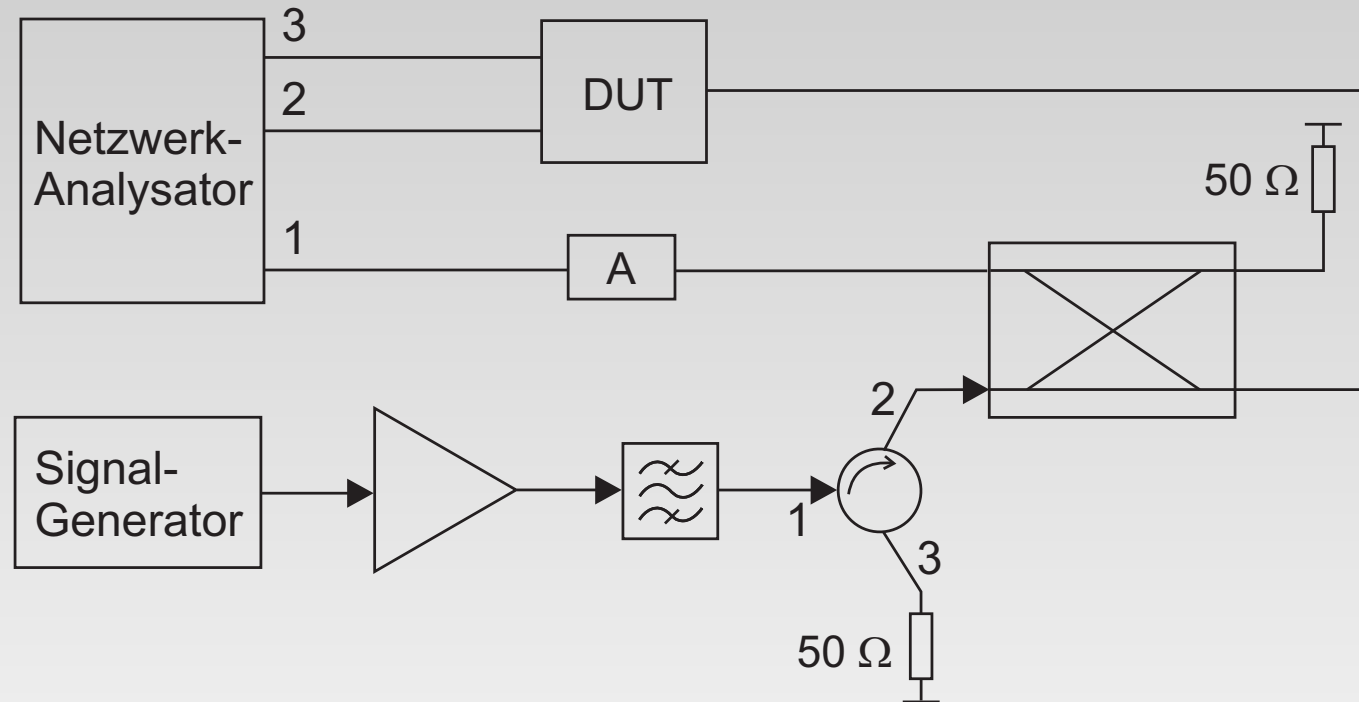 3
2
Netzwerk-
Analysator
1
DUT
A
50 Ω
Signal-
Generator
1
2
3
50 Ω